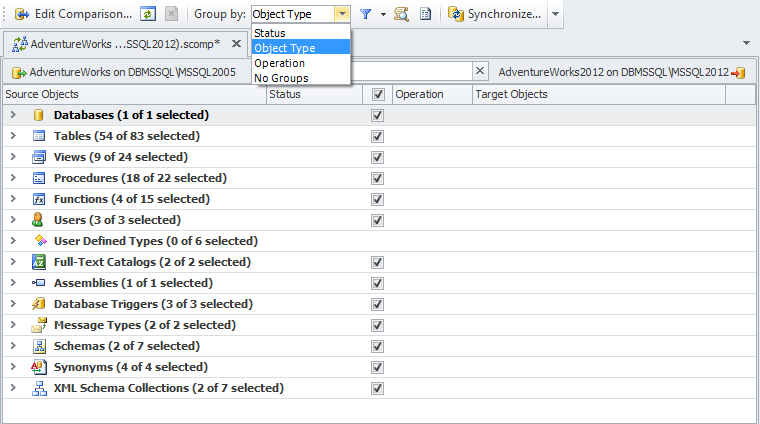 Edit Comparison... Group by: Object Type Synchronize...
Status
AdventureWorks ...SSQL2012).scomp*
Object Type
Operation
No Groups
AdventureWorks on DBMSSQL\MSSQL2005 AdventureWorks2012 on DBMSSQL\MSSQL2012
Source Objects Status Operation Target Objects
Databases (1 of 1 selected)
Tables (54 of 83 selected)
Views (9 of 24 selected)
Procedures (18 of 22 selected)
Functions (4 of 15 selected)
Users (3 of 3 selected)
User Defined Types (0 of 6 selected)
Full-Text Catalogs (2 of 2 selected)
Assemblies (1 of 1 selected)
Database Triggers (3 of 3 selected)
Message Types (2 of 2 selected)
Schemas (2 of 7 selected)
Synonyms (4 of 4 selected)
XML Schema Collections (2 of 7 selected)